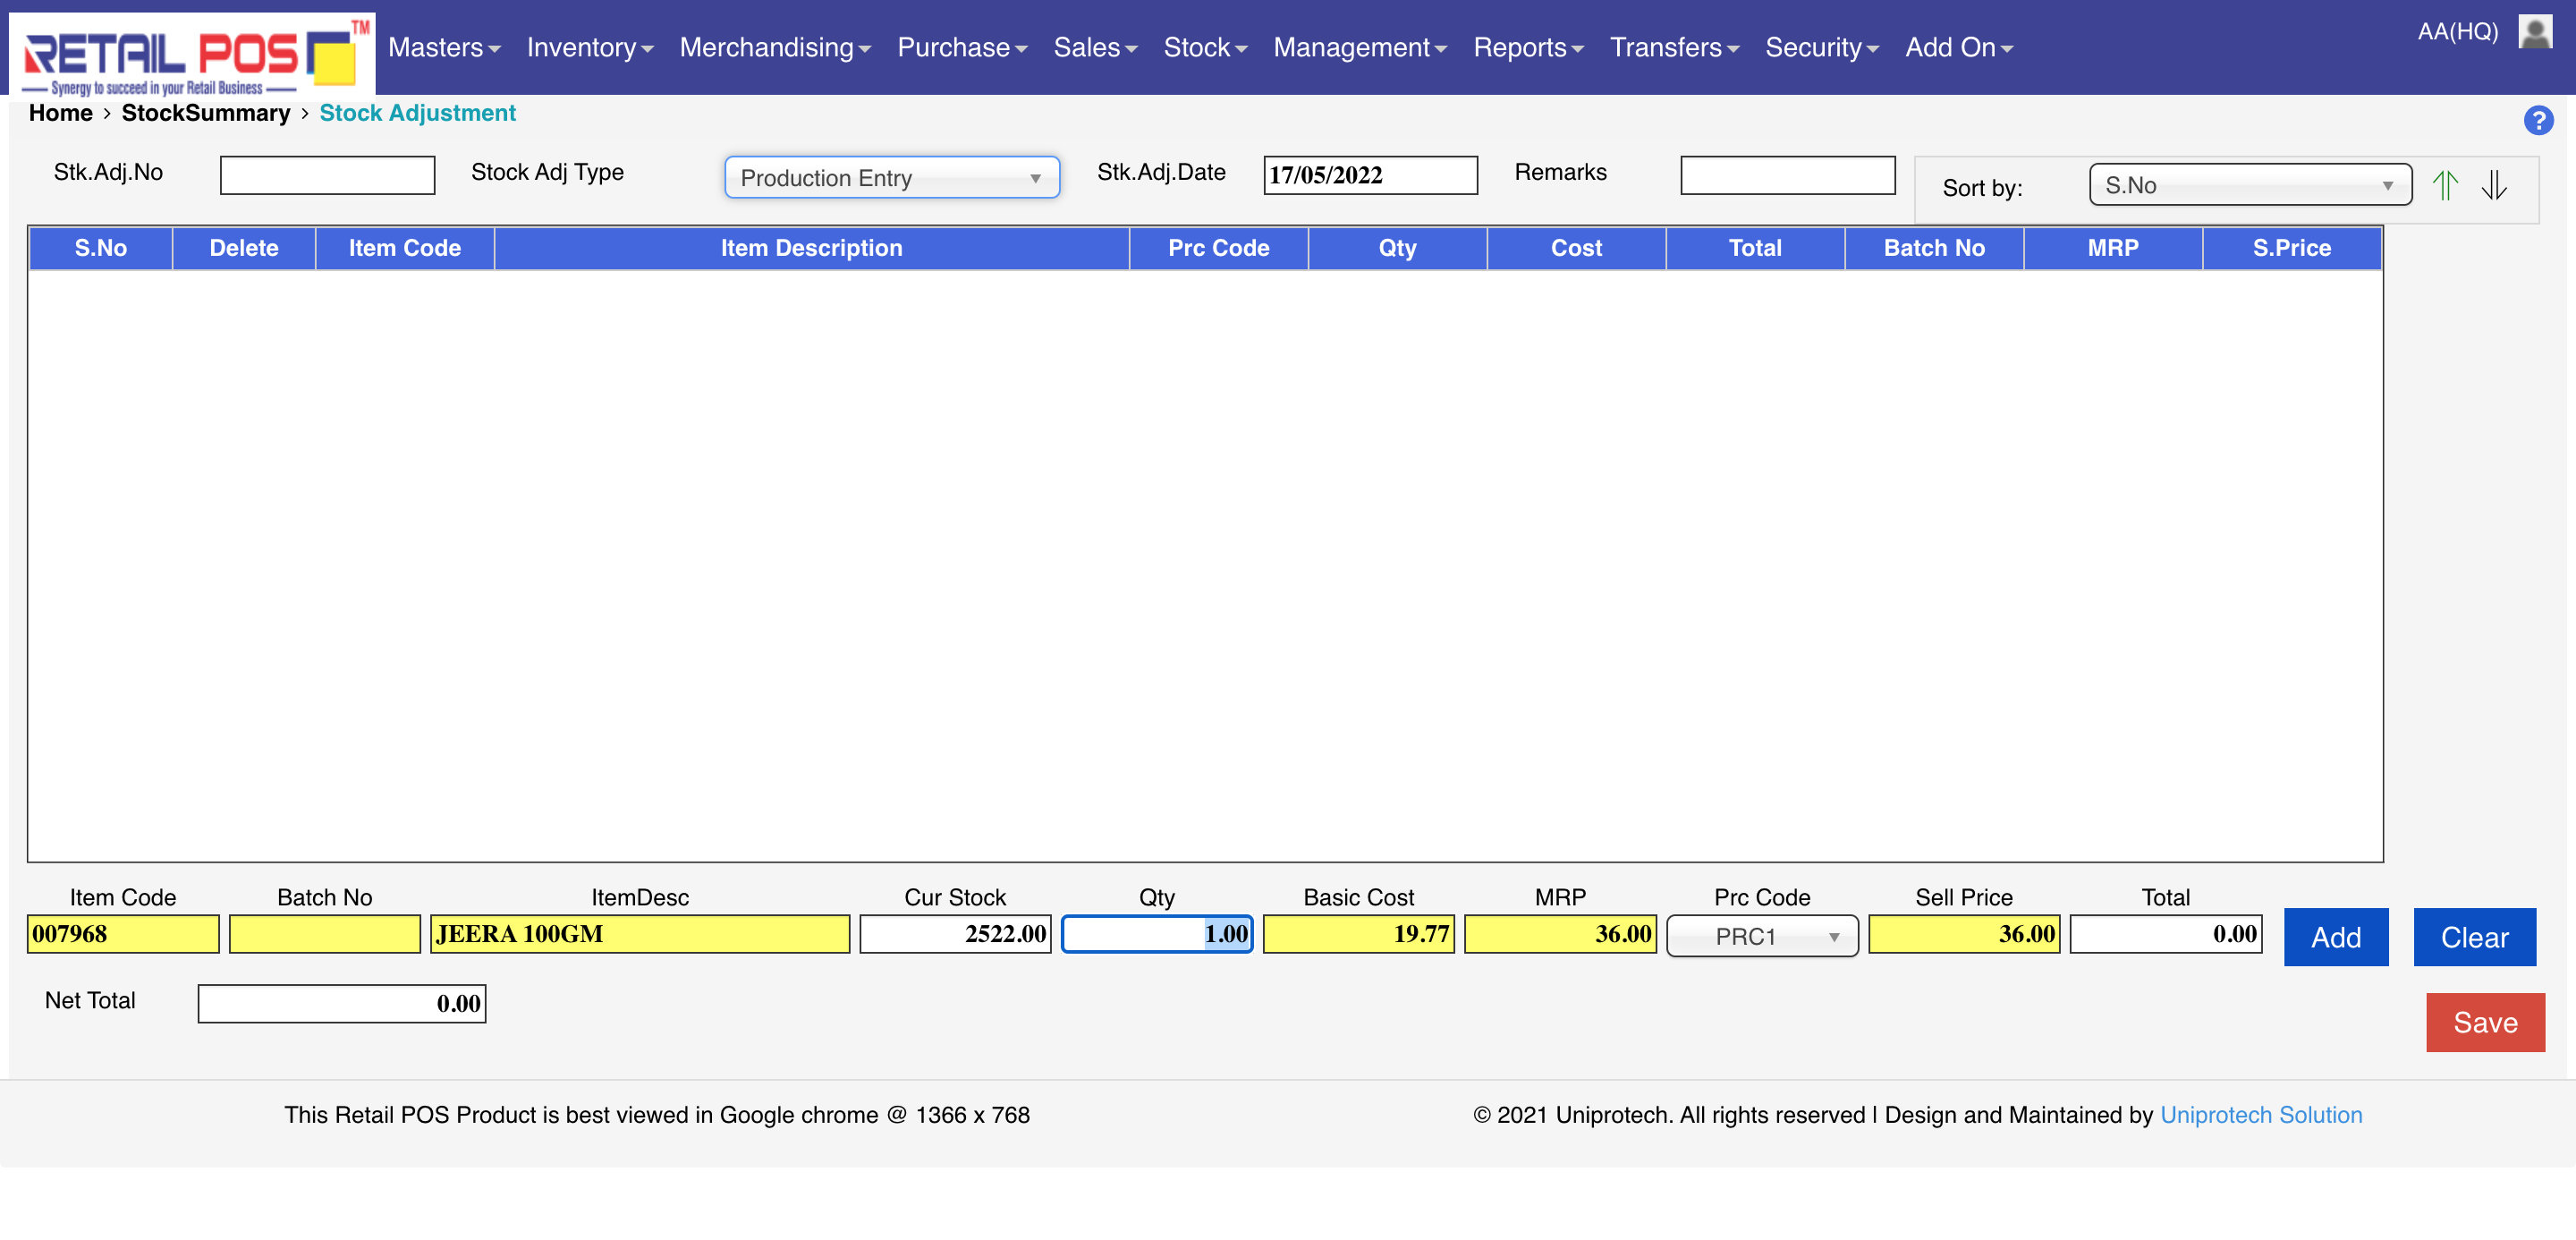 RETAIL POS TM
Synergy to succeed in your Retail Business
Masters Inventory Merchandising Purchase Sales Stock Management Reports Transfers Security Add On
AA(HQ)
Home > StockSummary > Stock Adjustment
?
Stk.Adj.No Stock Adj Type Production Entry Stk.Adj.Date 17/05/2022 Remarks Sort by: S.No
S.No Delete Item Code Item Description Prc Code Qty Cost Total Batch No MRP S.Price
Item Code Batch No ItemDesc Cur Stock Qty Basic Cost MRP Prc Code Sell Price Total
007968 JEERA 100GM 2522.00 1.00 19.77 36.00 PRC1 36.00 0.00 Add Clear
Net Total 0.00
Save
This Retail POS Product is best viewed in Google chrome @ 1366 x 768
© 2021 Uniprotech. All rights reserved | Design and Maintained by Uniprotech Solution